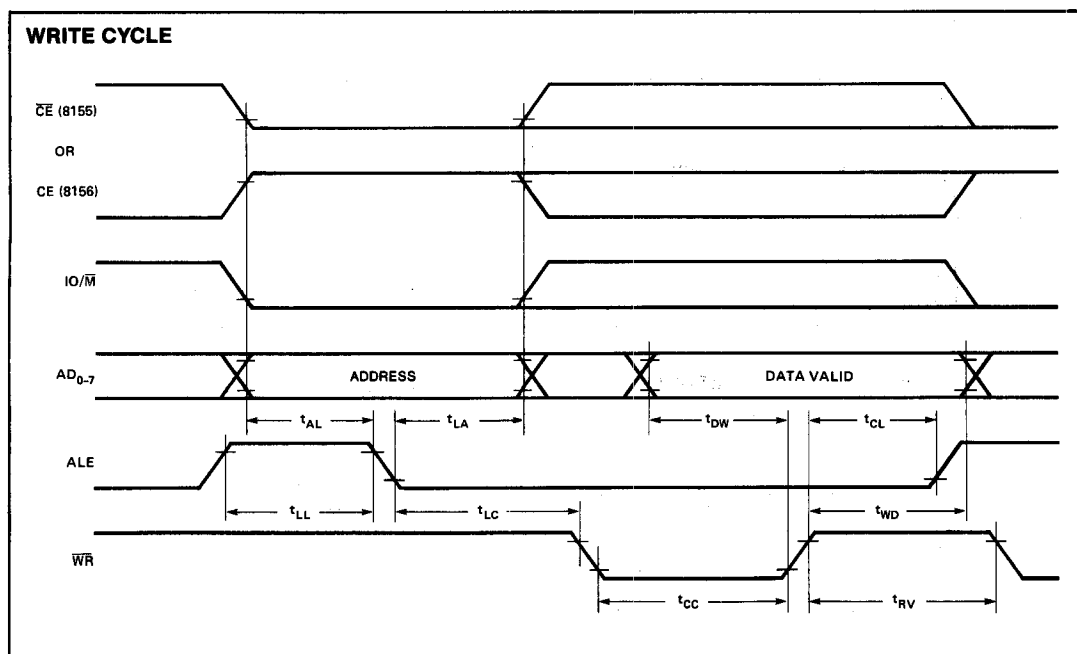 WRITE CYCLE
CE (8155)
OR
CE (8156)
IO/M
AD0-7
ADDRESS
DATA VALID
tAL
tLA
tDW
tCL
ALE
tLL
tLC
tWD
WR
tCC
tRV